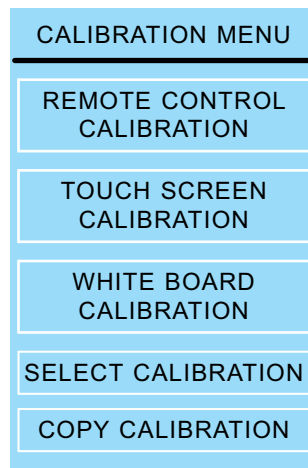 CALIBRATION MENU
REMOTE CONTROL
CALIBRATION
TOUCH SCREEN
CALIBRATION
WHITE BOARD
CALIBRATION
SELECT CALIBRATION
COPY CALIBRATION